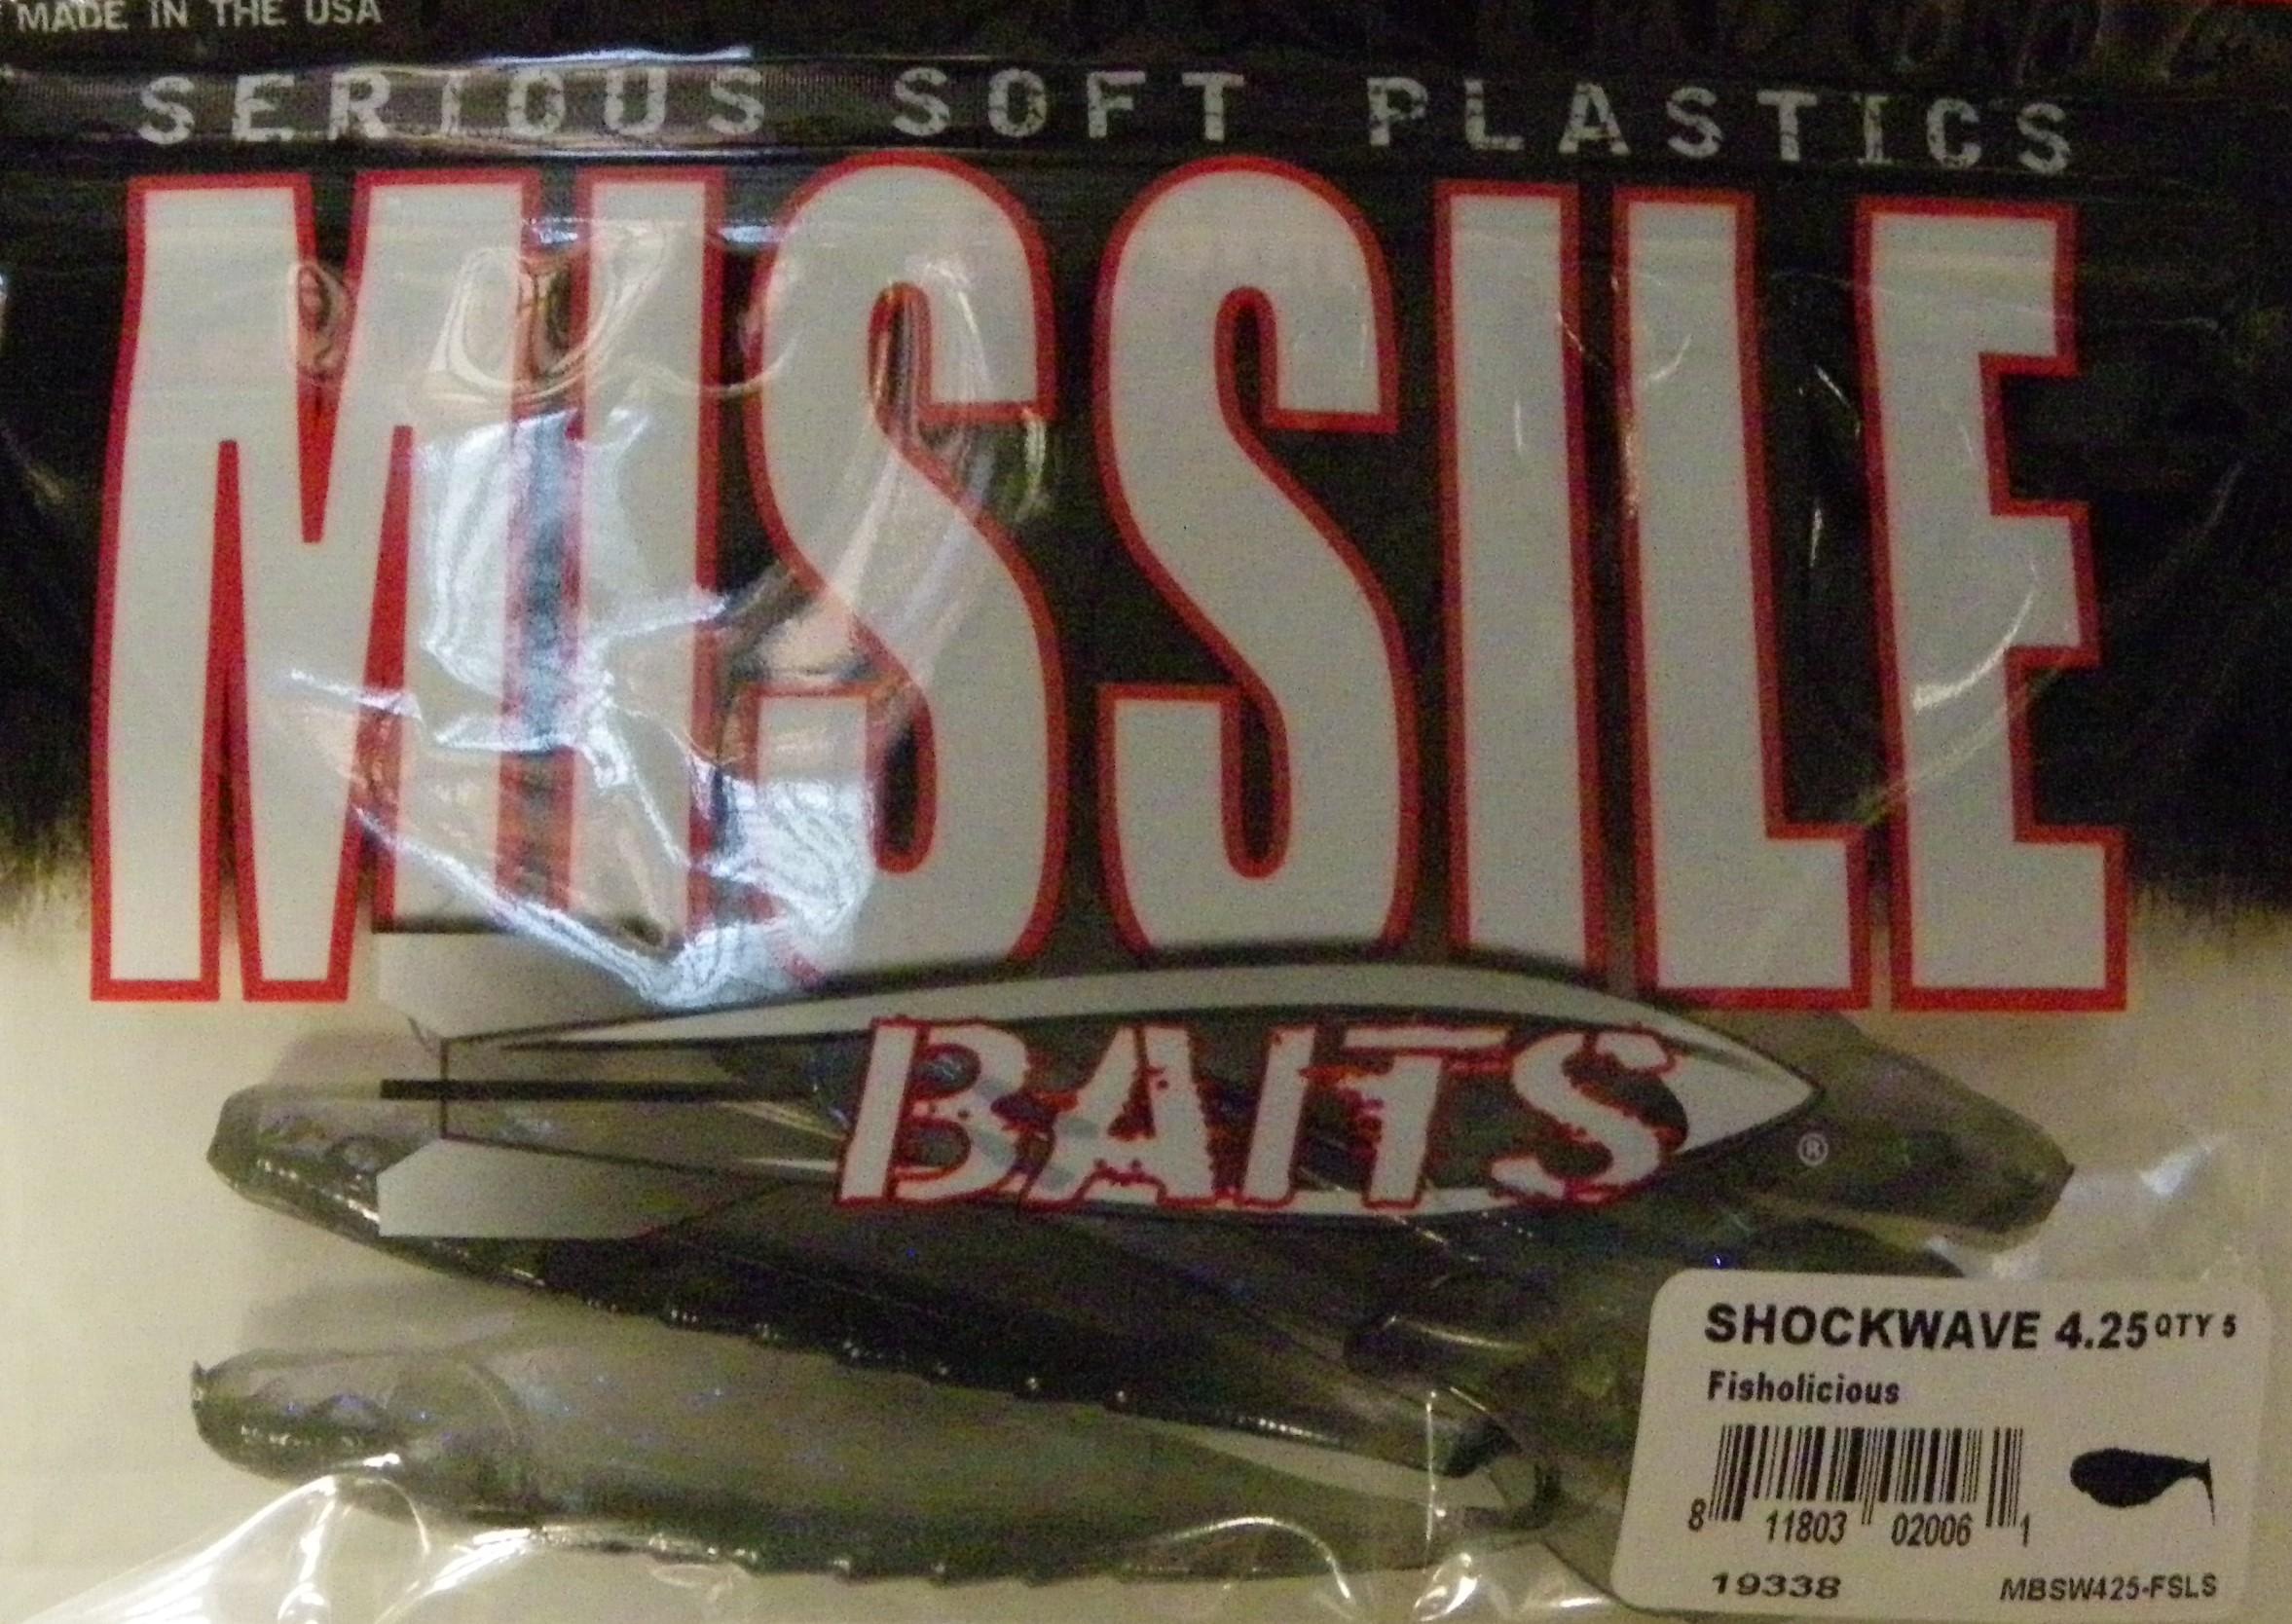 MADE IN THE USA
SERIOUS SOFT PLASTICS
MISSILE
BAITS ®
SHOCKWAVE 4.25 QTY 5
Fisholicious
8 11803 02006 1
19338 MBSW425-FSLS